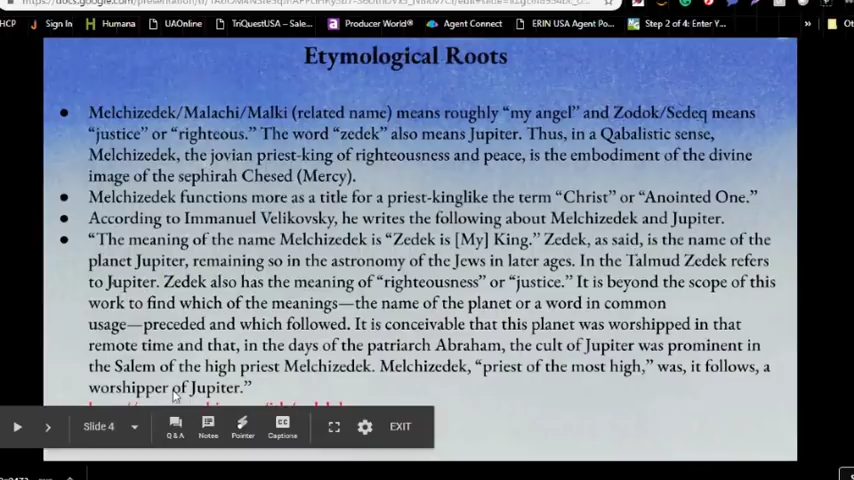 HCP
Sign In
Humana
UAOnline
TriQuestUSA – Sale...
Producer World®
Agent Connect
ERIN USA Agent Po...
Step 2 of 4: Enter Y...
»
Etymological Roots
● Melchizedek/Malachi/Malki (related name) means roughly “my angel” and Zodok/Sedeq means
“justice” or “righteous.” The word “zedek” also means Jupiter. Thus, in a Qabalistic sense,
Melchizedek, the jovian priest-king of righteousness and peace, is the embodiment of the divine
image of the sephirah Chesed (Mercy).
● Melchizedek functions more as a title for a priest-kinglike the term “Christ” or “Anointed One.”
● According to Immanuel Velikovsky, he writes the following about Melchizedek and Jupiter.
● “The meaning of the name Melchizedek is “Zedek is [My] King.” Zedek, as said, is the name of the
planet Jupiter, remaining so in the astronomy of the Jews in later ages. In the Talmud Zedek refers
to Jupiter. Zedek also has the meaning of “righteousness” or “justice.” It is beyond the scope of this
work to find which of the meanings—the name of the planet or a word in common
usage—preceded and which followed. It is conceivable that this planet was worshipped in that
remote time and that, in the days of the patriarch Abraham, the cult of Jupiter was prominent in
the Salem of the high priest Melchizedek. Melchizedek, “priest of the most high,” was, it follows, a
worshipper of Jupiter.”
Slide 4
Q & A
Notes
Pointer
Captions
EXIT